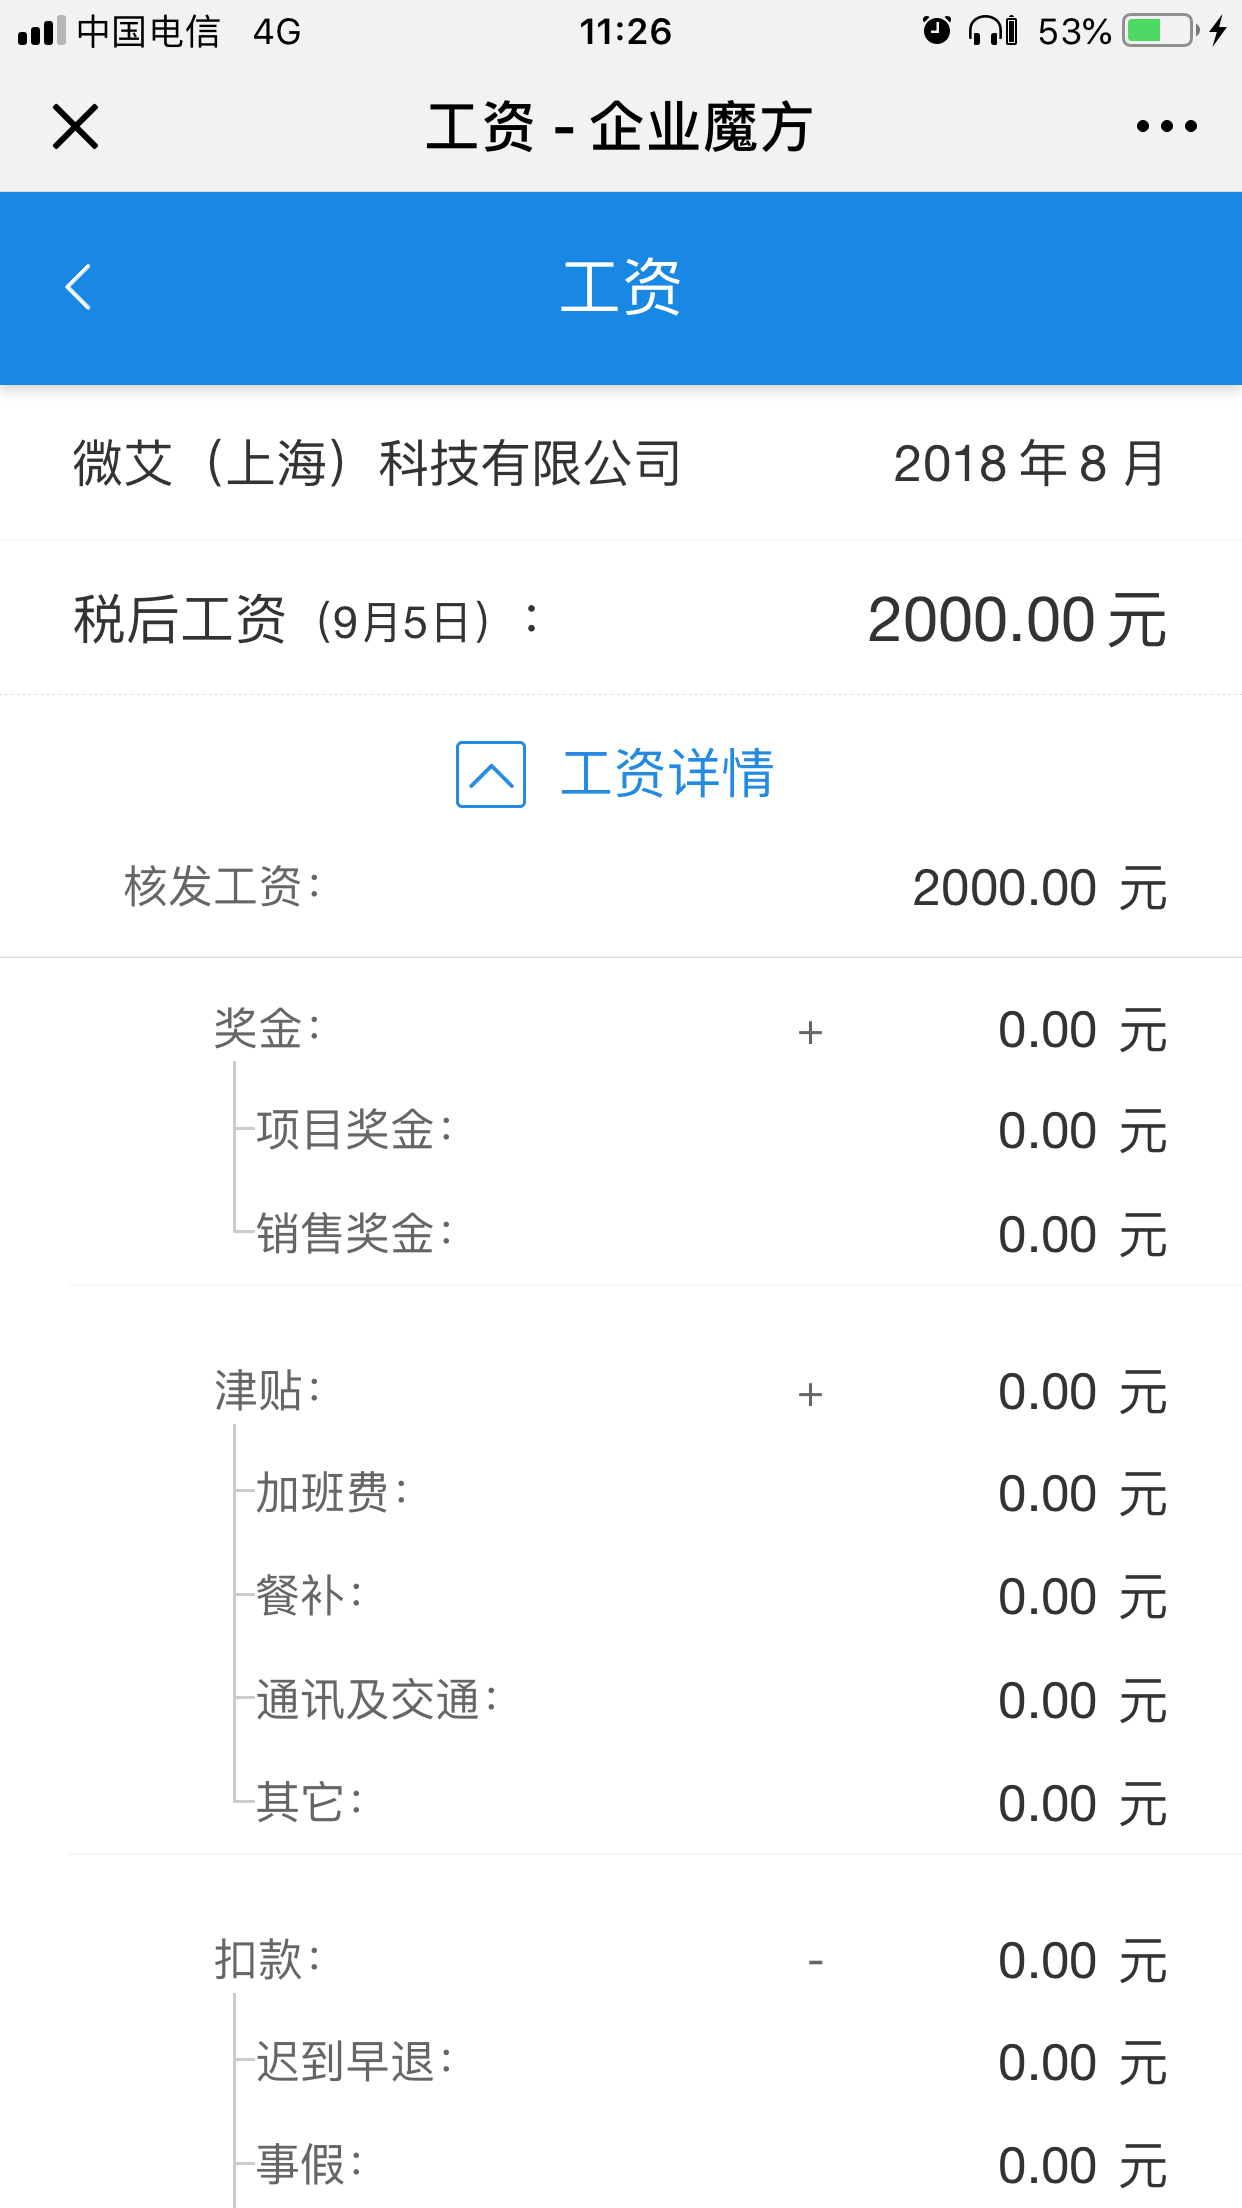 中国电信 4G 11:26 53%
工资 - 企业魔方
工资
微艾（上海）科技有限公司 2018 年 8 月
税后工资（9月5日）： 2000.00 元
工资详情
核发工资： 2000.00 元
奖金： + 0.00 元
项目奖金： 0.00 元
销售奖金： 0.00 元
津贴： + 0.00 元
加班费： 0.00 元
餐补： 0.00 元
通讯及交通： 0.00 元
其它： 0.00 元
扣款： - 0.00 元
迟到早退： 0.00 元
事假： 0.00 元